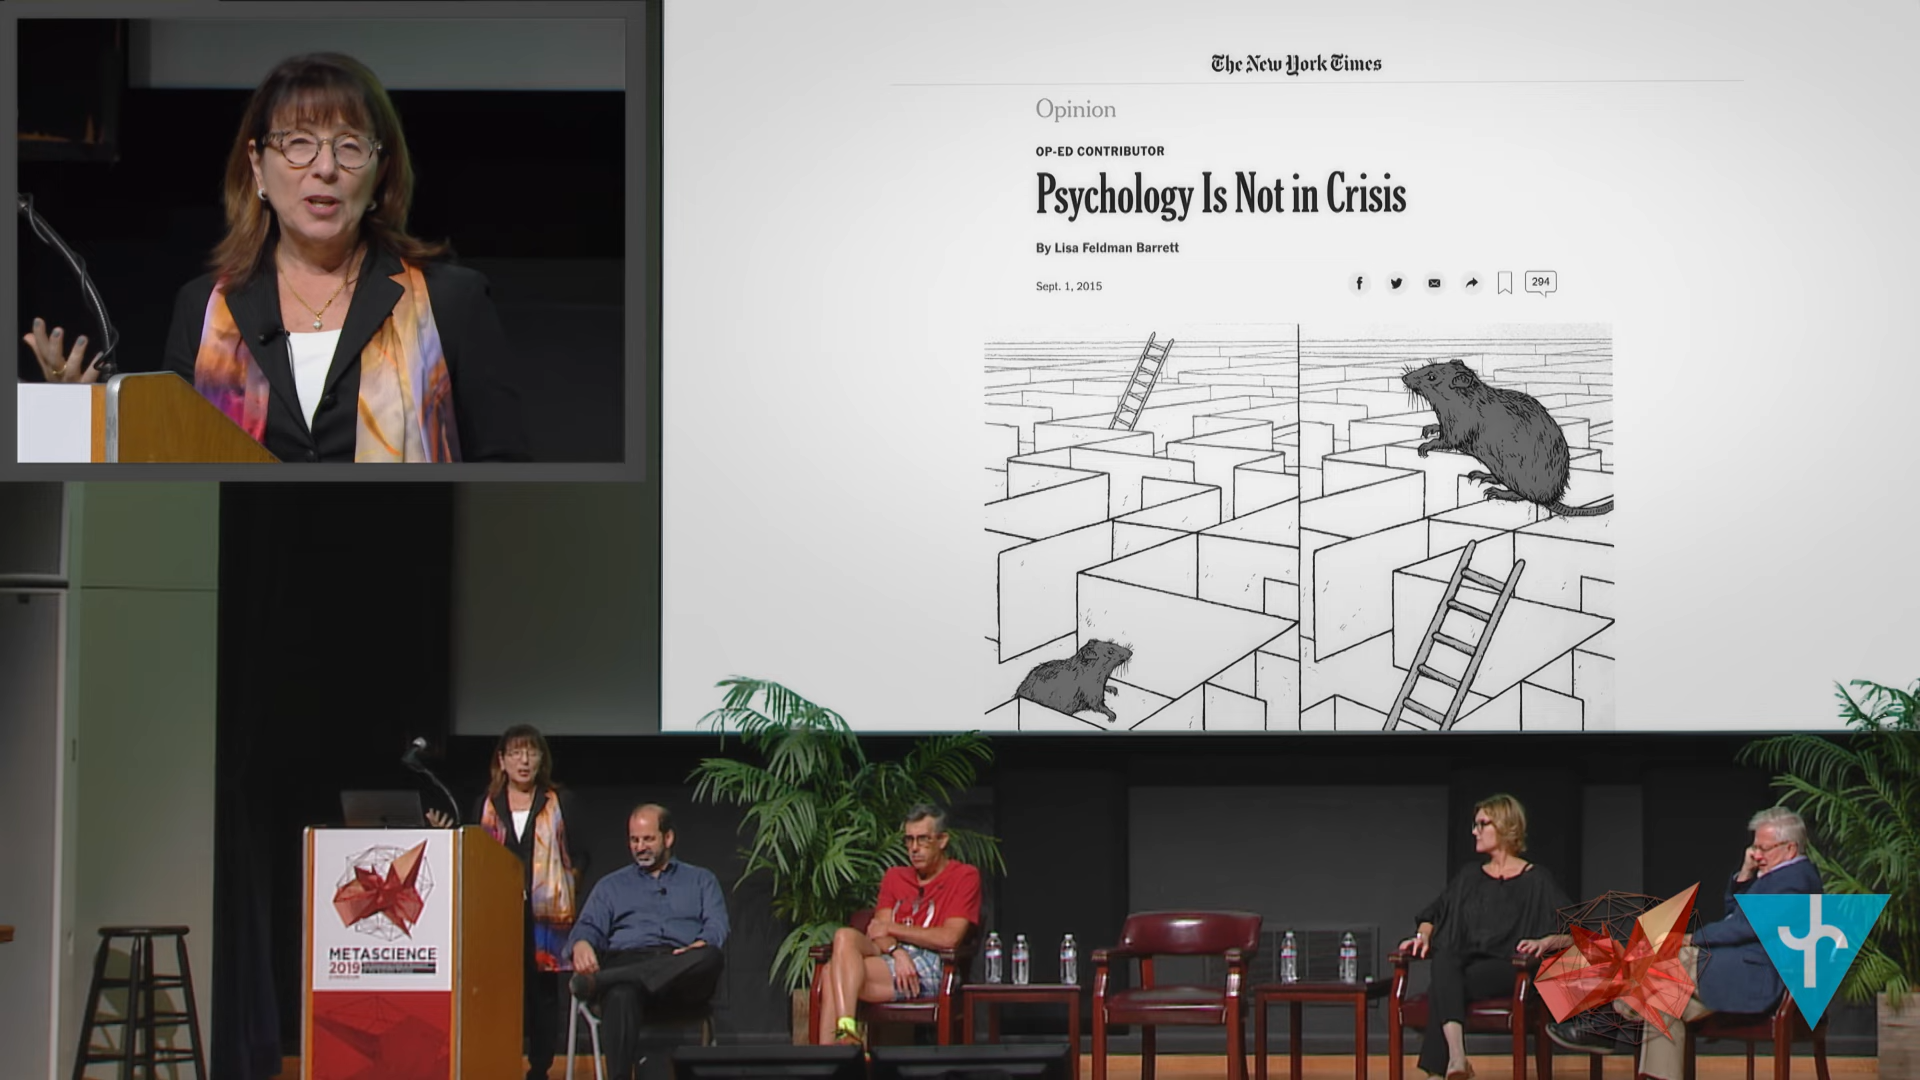 The New York Times
Opinion
OP-ED CONTRIBUTOR
Psychology Is Not in Crisis
By Lisa Feldman Barrett
Sept. 1, 2015
294
METASCIENCE
2019